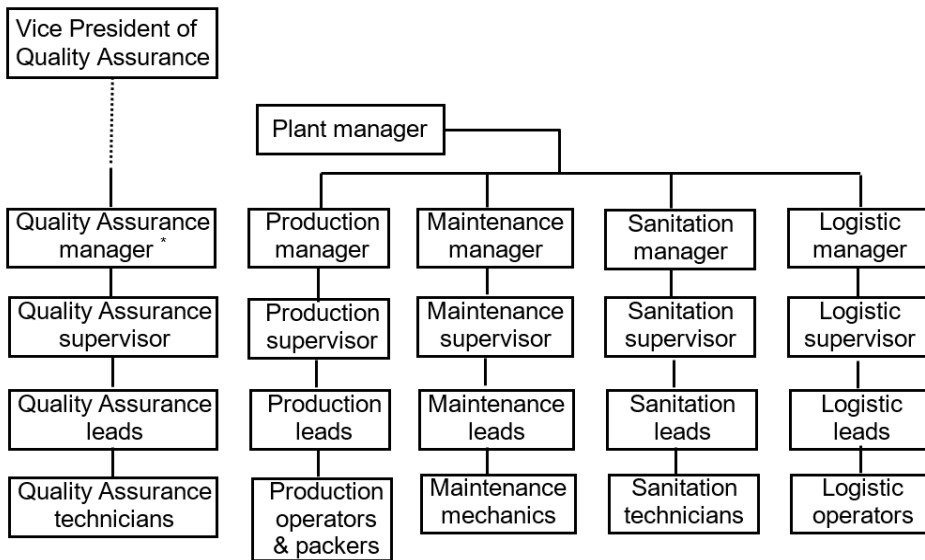 Vice President of
Quality Assurance
Plant manager
Quality Assurance
manager *
Production
manager
Maintenance
manager
Sanitation
manager
Logistic
manager
Quality Assurance
supervisor
Production
supervisor
Maintenance
supervisor
Sanitation
supervisor
Logistic
supervisor
Quality Assurance
leads
Production
leads
Maintenance
leads
Sanitation
leads
Logistic
leads
Quality Assurance
technicians
Production
operators
& packers
Maintenance
mechanics
Sanitation
technicians
Logistic
operators